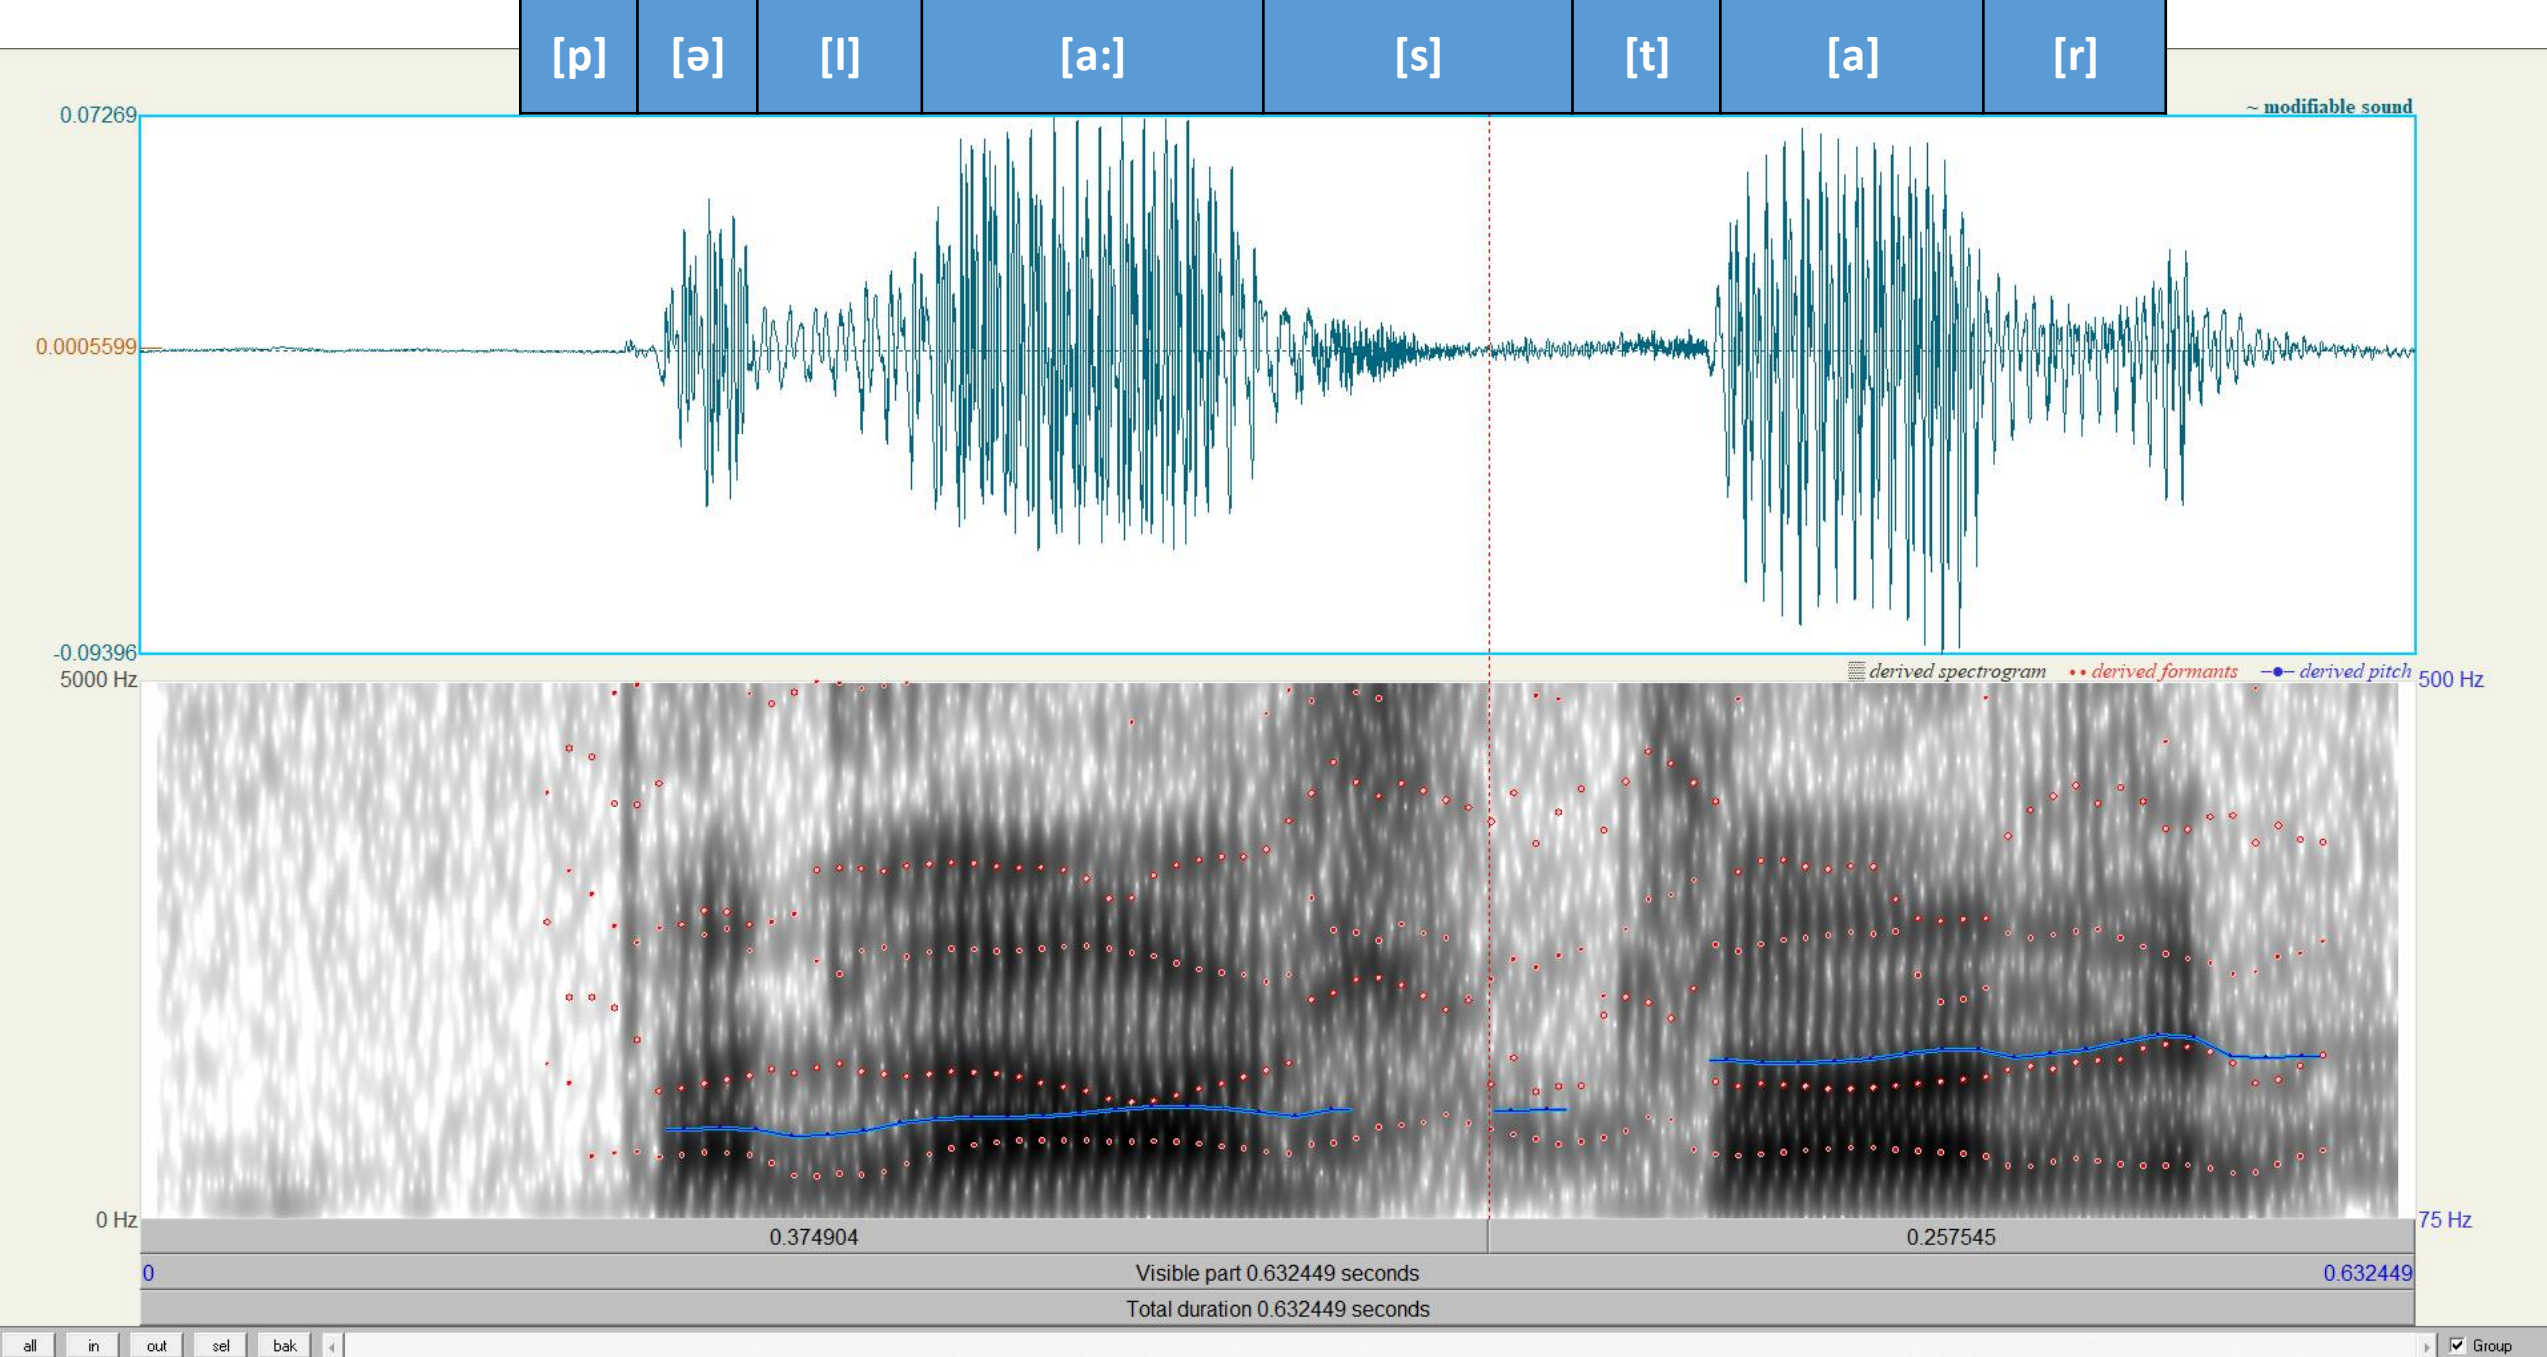 [p] [ə] [l] [a:] [s] [t] [a] [r]
0.07269
~ modifiable sound
0.0005599
-0.09396
5000 Hz
derived spectrogram derived formants derived pitch
500 Hz
0 Hz
75 Hz
0.374904 0.257545
0 Visible part 0.632449 seconds 0.632449
Total duration 0.632449 seconds
all in out sel bak Group